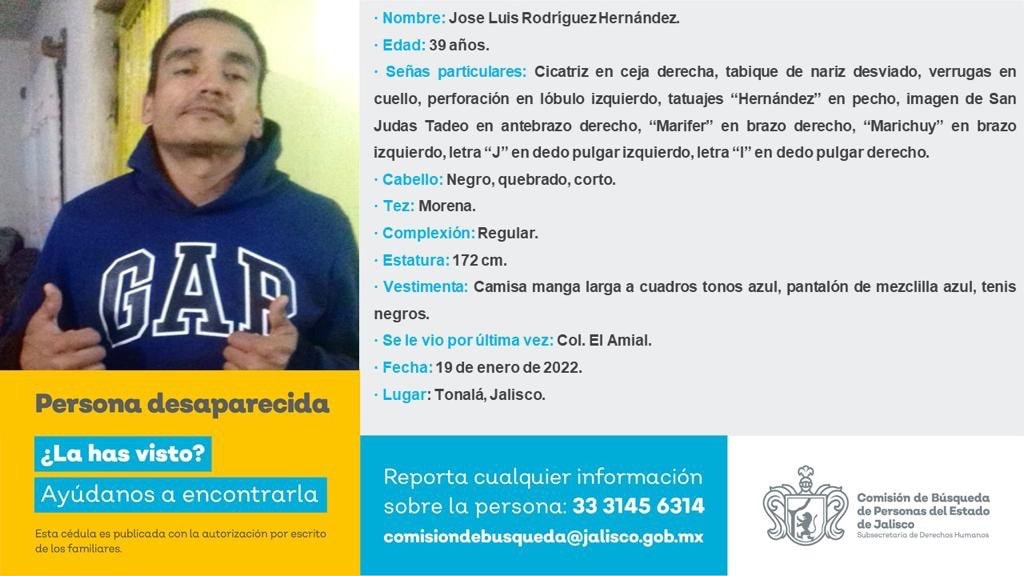 · Nombre: Jose Luis Rodríguez Hernández.
· Edad: 39 años.
· Señas particulares: Cicatriz en ceja derecha, tabique de nariz desviado, verrugas en
cuello, perforación en lóbulo izquierdo, tatuajes “Hernández” en pecho, imagen de San
Judas Tadeo en antebrazo derecho, “Marifer” en brazo derecho, “Marichuy” en brazo
izquierdo, letra “J” en dedo pulgar izquierdo, letra “I” en dedo pulgar derecho.
· Cabello: Negro, quebrado, corto.
· Tez: Morena.
· Complexión: Regular.
· Estatura: 172 cm.
· Vestimenta: Camisa manga larga a cuadros tonos azul, pantalón de mezclilla azul, tenis
negros.
· Se le vio por última vez: Col. El Amial.
· Fecha: 19 de enero de 2022.
· Lugar: Tonalá, Jalisco.
GAP
Persona desaparecida
¿La has visto?
Ayúdanos a encontrarla
Esta cédula es publicada con la autorización por escrito
de los familiares.
Reporta cualquier información
sobre la persona: 33 3145 6314
comisiondebusqueda@jalisco.gob.mx
Comisión de Búsqueda
de Personas del Estado
de Jalisco
Subsecretaría de Derechos Humanos